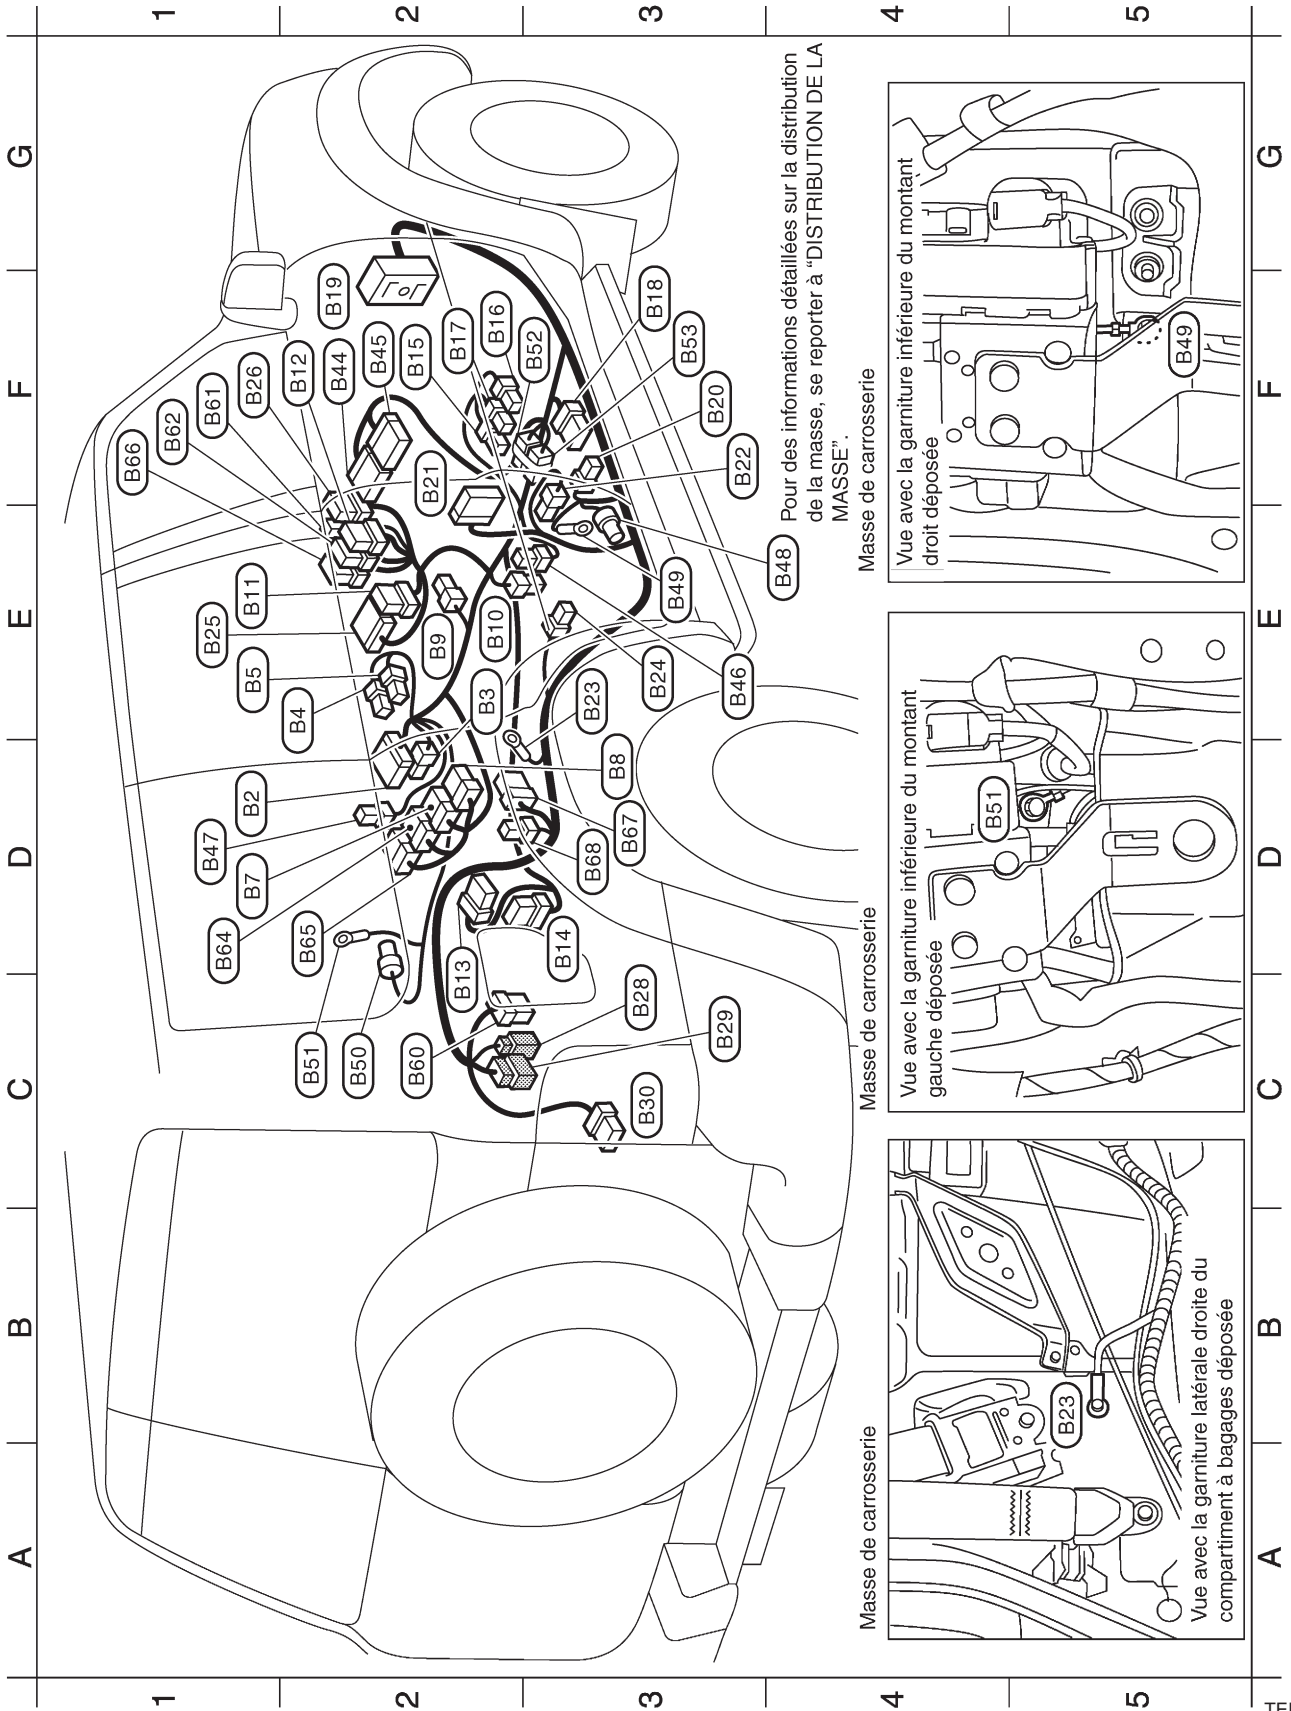 1
2
3
4
5
G
F
E
D
C
B
A
B19
B45
B15
B17
B16
B52
B18
B53
B20
B22
B44
B12
B26
B61
B62
B66
B21
B48
B49
B46
B24
B23
B10
B9
B11
B25
B5
B4
B3
B8
B67
B68
B2
B47
B7
B64
B65
B14
B13
B28
B29
B30
B60
B50
B51
Pour des informations détaillées sur la distribution
de la masse, se reporter à “DISTRIBUTION DE LA
MASSE”.
Masse de carrosserie
Vue avec la garniture latérale droite du
compartiment à bagages déposée
B23
Masse de carrosserie
Vue avec la garniture inférieure du montant
gauche déposée
B51
Masse de carrosserie
Vue avec la garniture inférieure du montant
droit déposée
B49
A
B
C
D
E
F
G
1
2
3
4
5